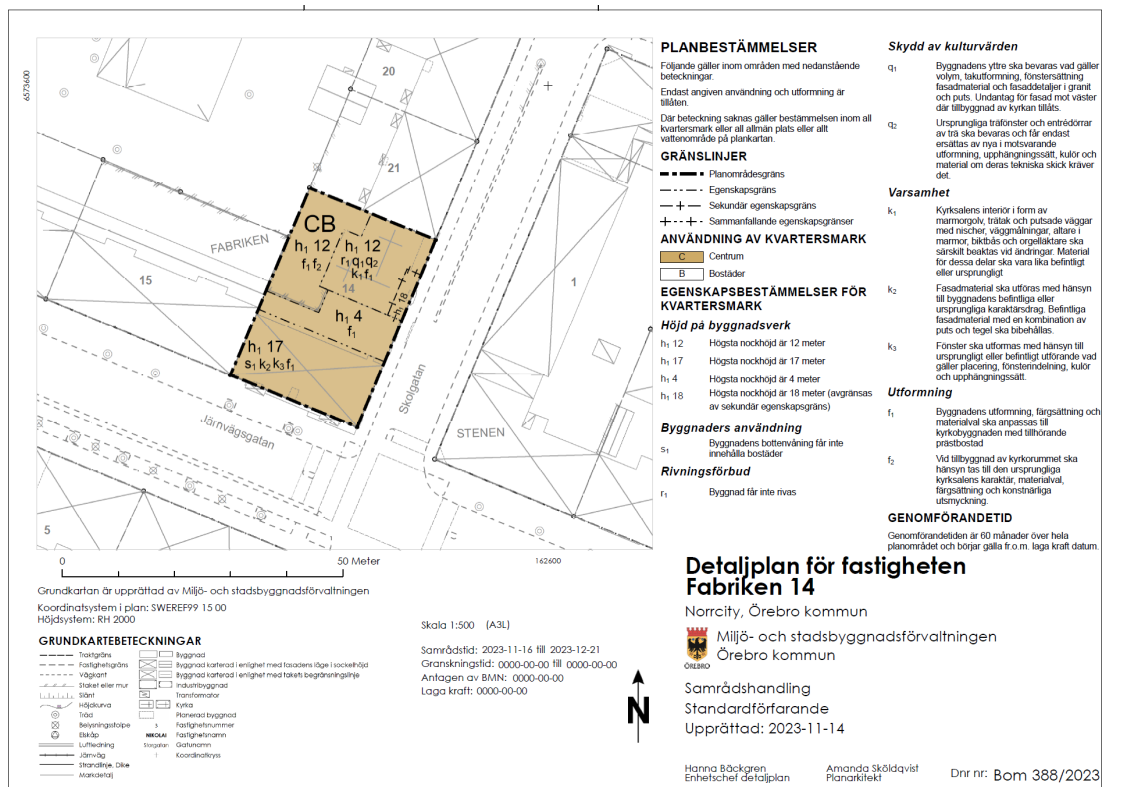 6573600
20
21
CB
h1 12
h1 12
f1 f2
r1 q1 q2
k1 f1
14
h1 18
h1 4
f1
h1 17
s1 k2 k3 f1
FABRIKEN
15
1
Skolgatan
Järnvägsgatan
STENEN
5
0
50 Meter
162600
Grundkartan är upprättad av Miljö- och stadsbyggnadsförvaltningen
Koordinatsystem i plan: SWEREF99 15 00
Höjdsystem: RH 2000
GRUNDKARTEBETECKNINGAR
Traktgräns
Fastighetsgräns
Vägkant
Staket eller mur
Slänt
Höjdkurva
Träd
Belysningsstolpe
Elskåp
Luftledning
Järnväg
Strandlinje, Dike
Markdetalj
Byggnad
Byggnad karterad i enlighet med fasadens läge i sockelhöjd
Byggnad karterad i enlighet med takets begränsningslinje
Industribyggnad
Transformator
Kyrka
Planerad byggnad
3 Fastighetsnummer
NIKOLAI Fastighetsnamn
Storgatan Gatunamn
Koordinatkryss
Skala 1:500 (A3L)
Samrådstid: 2023-11-16 till 2023-12-21
Granskningstid: 0000-00-00 till 0000-00-00
Antagen av BMN: 0000-00-00
Laga kraft: 0000-00-00
N
PLANBESTÄMMELSER
Följande gäller inom områden med nedanstående
beteckningar.
Endast angiven användning och utformning är
tillåten.
Där beteckning saknas gäller bestämmelsen inom all
kvartersmark eller all allmän plats eller allt
vattenområde på plankartan.
GRÄNSLINJER
Planområdesgräns
Egenskapsgräns
Sekundär egenskapsgräns
Sammanfallande egenskapsgränser
ANVÄNDNING AV KVARTERSMARK
C Centrum
B Bostäder
EGENSKAPSBESTÄMMELSER FÖR
KVARTERSMARK
Höjd på byggnadsverk
h1 12 Högsta nockhöjd är 12 meter
h1 17 Högsta nockhöjd är 17 meter
h1 4 Högsta nockhöjd är 4 meter
h1 18 Högsta nockhöjd är 18 meter (avgränsas
av sekundär egenskapsgräns)
Byggnaders användning
s1 Byggnadens bottenvåning får inte
innehålla bostäder
Rivningsförbud
r1 Byggnad får inte rivas
Skydd av kulturvärden
q1 Byggnadens yttre ska bevaras vad gäller
volym, takutformning, fönstersättning
fasadmaterial och fasaddetaljer i granit
och puts. Undantag för fasad mot väster
där tillbyggnad av kyrkan tillåts.
q2 Ursprungliga träfönster och entrédörrar
av trä ska bevaras och får endast
ersättas av nya i motsvarande
utformning, upphängningssätt, kulör och
material om deras tekniska skick kräver
det.
Varsamhet
k1 Kyrksalens interiör i form av
marmorgolv, trätak och putsade väggar
med nischer, väggmålningar, altare i
marmor, biktbås och orgelläktare ska
särskilt beaktas vid ändringar. Material
för dessa delar ska vara lika befintligt
eller ursprungligt
k2 Fasadmaterial ska utföras med hänsyn
till byggnadens befintliga eller
ursprungliga karaktärsdrag. Befintliga
fasadmaterial med en kombination av
puts och tegel ska bibehållas.
k3 Fönster ska utformas med hänsyn till
ursprungligt eller befintligt utförande vad
gäller placering, fönsterindelning, kulör
och upphängningssätt.
Utformning
f1 Byggnadens utformning, färgsättning och
materialval ska anpassas till
kyrkobyggnaden med tillhörande
prästbostad
f2 Vid tillbyggnad av kyrkorummet ska
hänsyn tas till den ursprungliga
kyrksalens karaktär, materialval,
färgsättning och konstnärliga
utsmyckning.
GENOMFÖRANDETID
Genomförandetiden är 60 månader över hela
planområdet och börjar gälla fr.o.m. laga kraft datum.
Detaljplan för fastigheten
Fabriken 14
Norrcity, Örebro kommun
ÖREBRO
Miljö- och stadsbyggnadsförvaltningen
Örebro kommun
Samrådshandling
Standardförfarande
Upprättad: 2023-11-14
Hanna Bäckgren
Enhetschef detaljplan
Amanda Sköldqvist
Planarkitekt
Dnr nr: Bom 388/2023